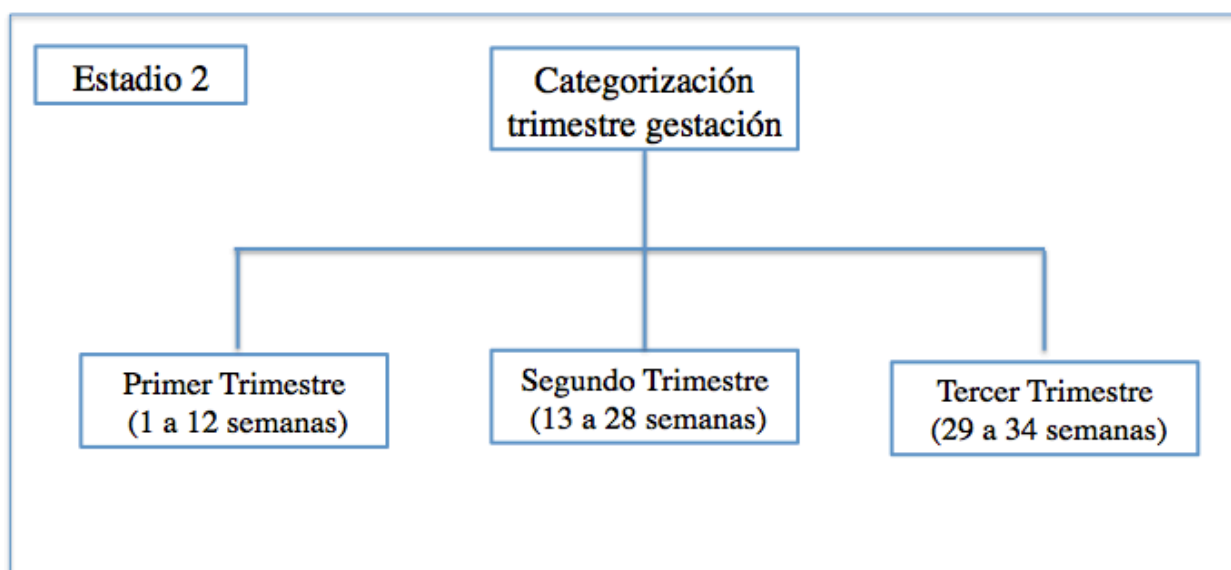 Estadio 2
Categorización
trimestre gestación
Primer Trimestre
(1 a 12 semanas)
Segundo Trimestre
(13 a 28 semanas)
Tercer Trimestre
(29 a 34 semanas)